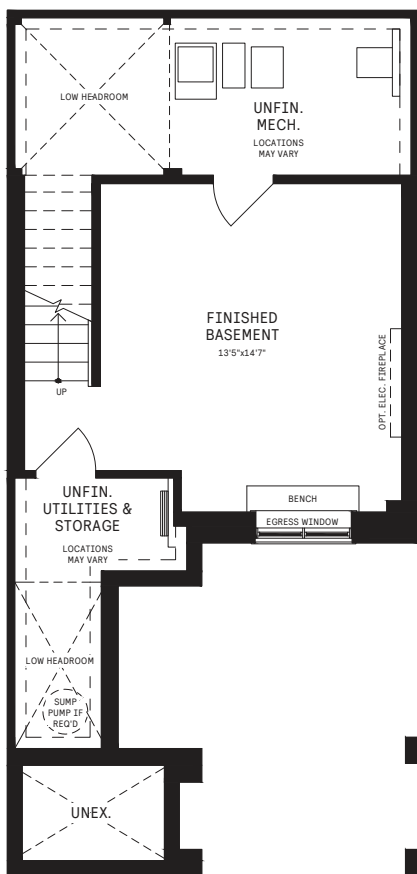 LOW HEADROOM
UNFIN.
MECH.
LOCATIONS
MAY VARY
FINISHED
BASEMENT
13'5"x14'7"
OPT. ELEC. FIREPLACE
UP
BENCH
EGRESS WINDOW
UNFIN.
UTILITIES &
STORAGE
LOCATIONS
MAY VARY
LOW HEADROOM
SUMP
PUMP IF
REQ'D
UNEX.